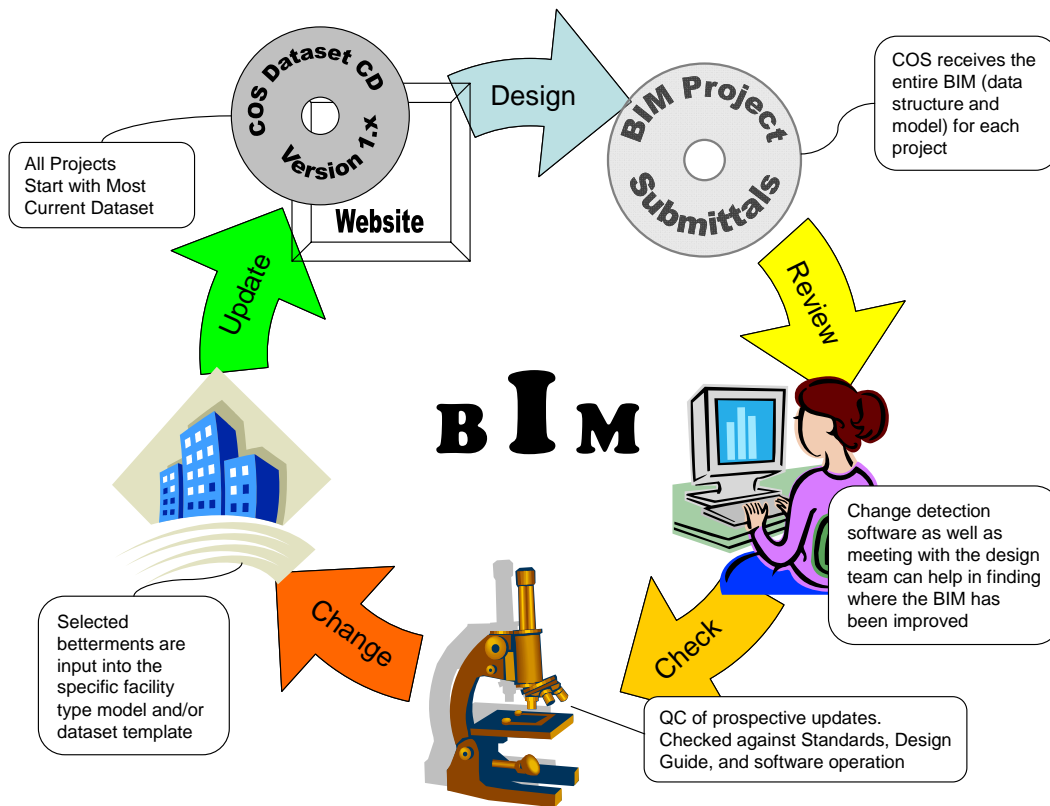 COS Dataset CD
Version 1.x
Website
Design
BIM Project
Submittals
COS receives the
entire BIM (data
structure and
model) for each
project
All Projects
Start with Most
Current Dataset
Update
Review
BIM
Change detection
software as well as
meeting with the design
team can help in finding
where the BIM has
been improved
Selected
betterments are
input into the
specific facility
type model and/or
dataset template
Change
Check
QC of prospective updates.
Checked against Standards, Design
Guide, and software operation